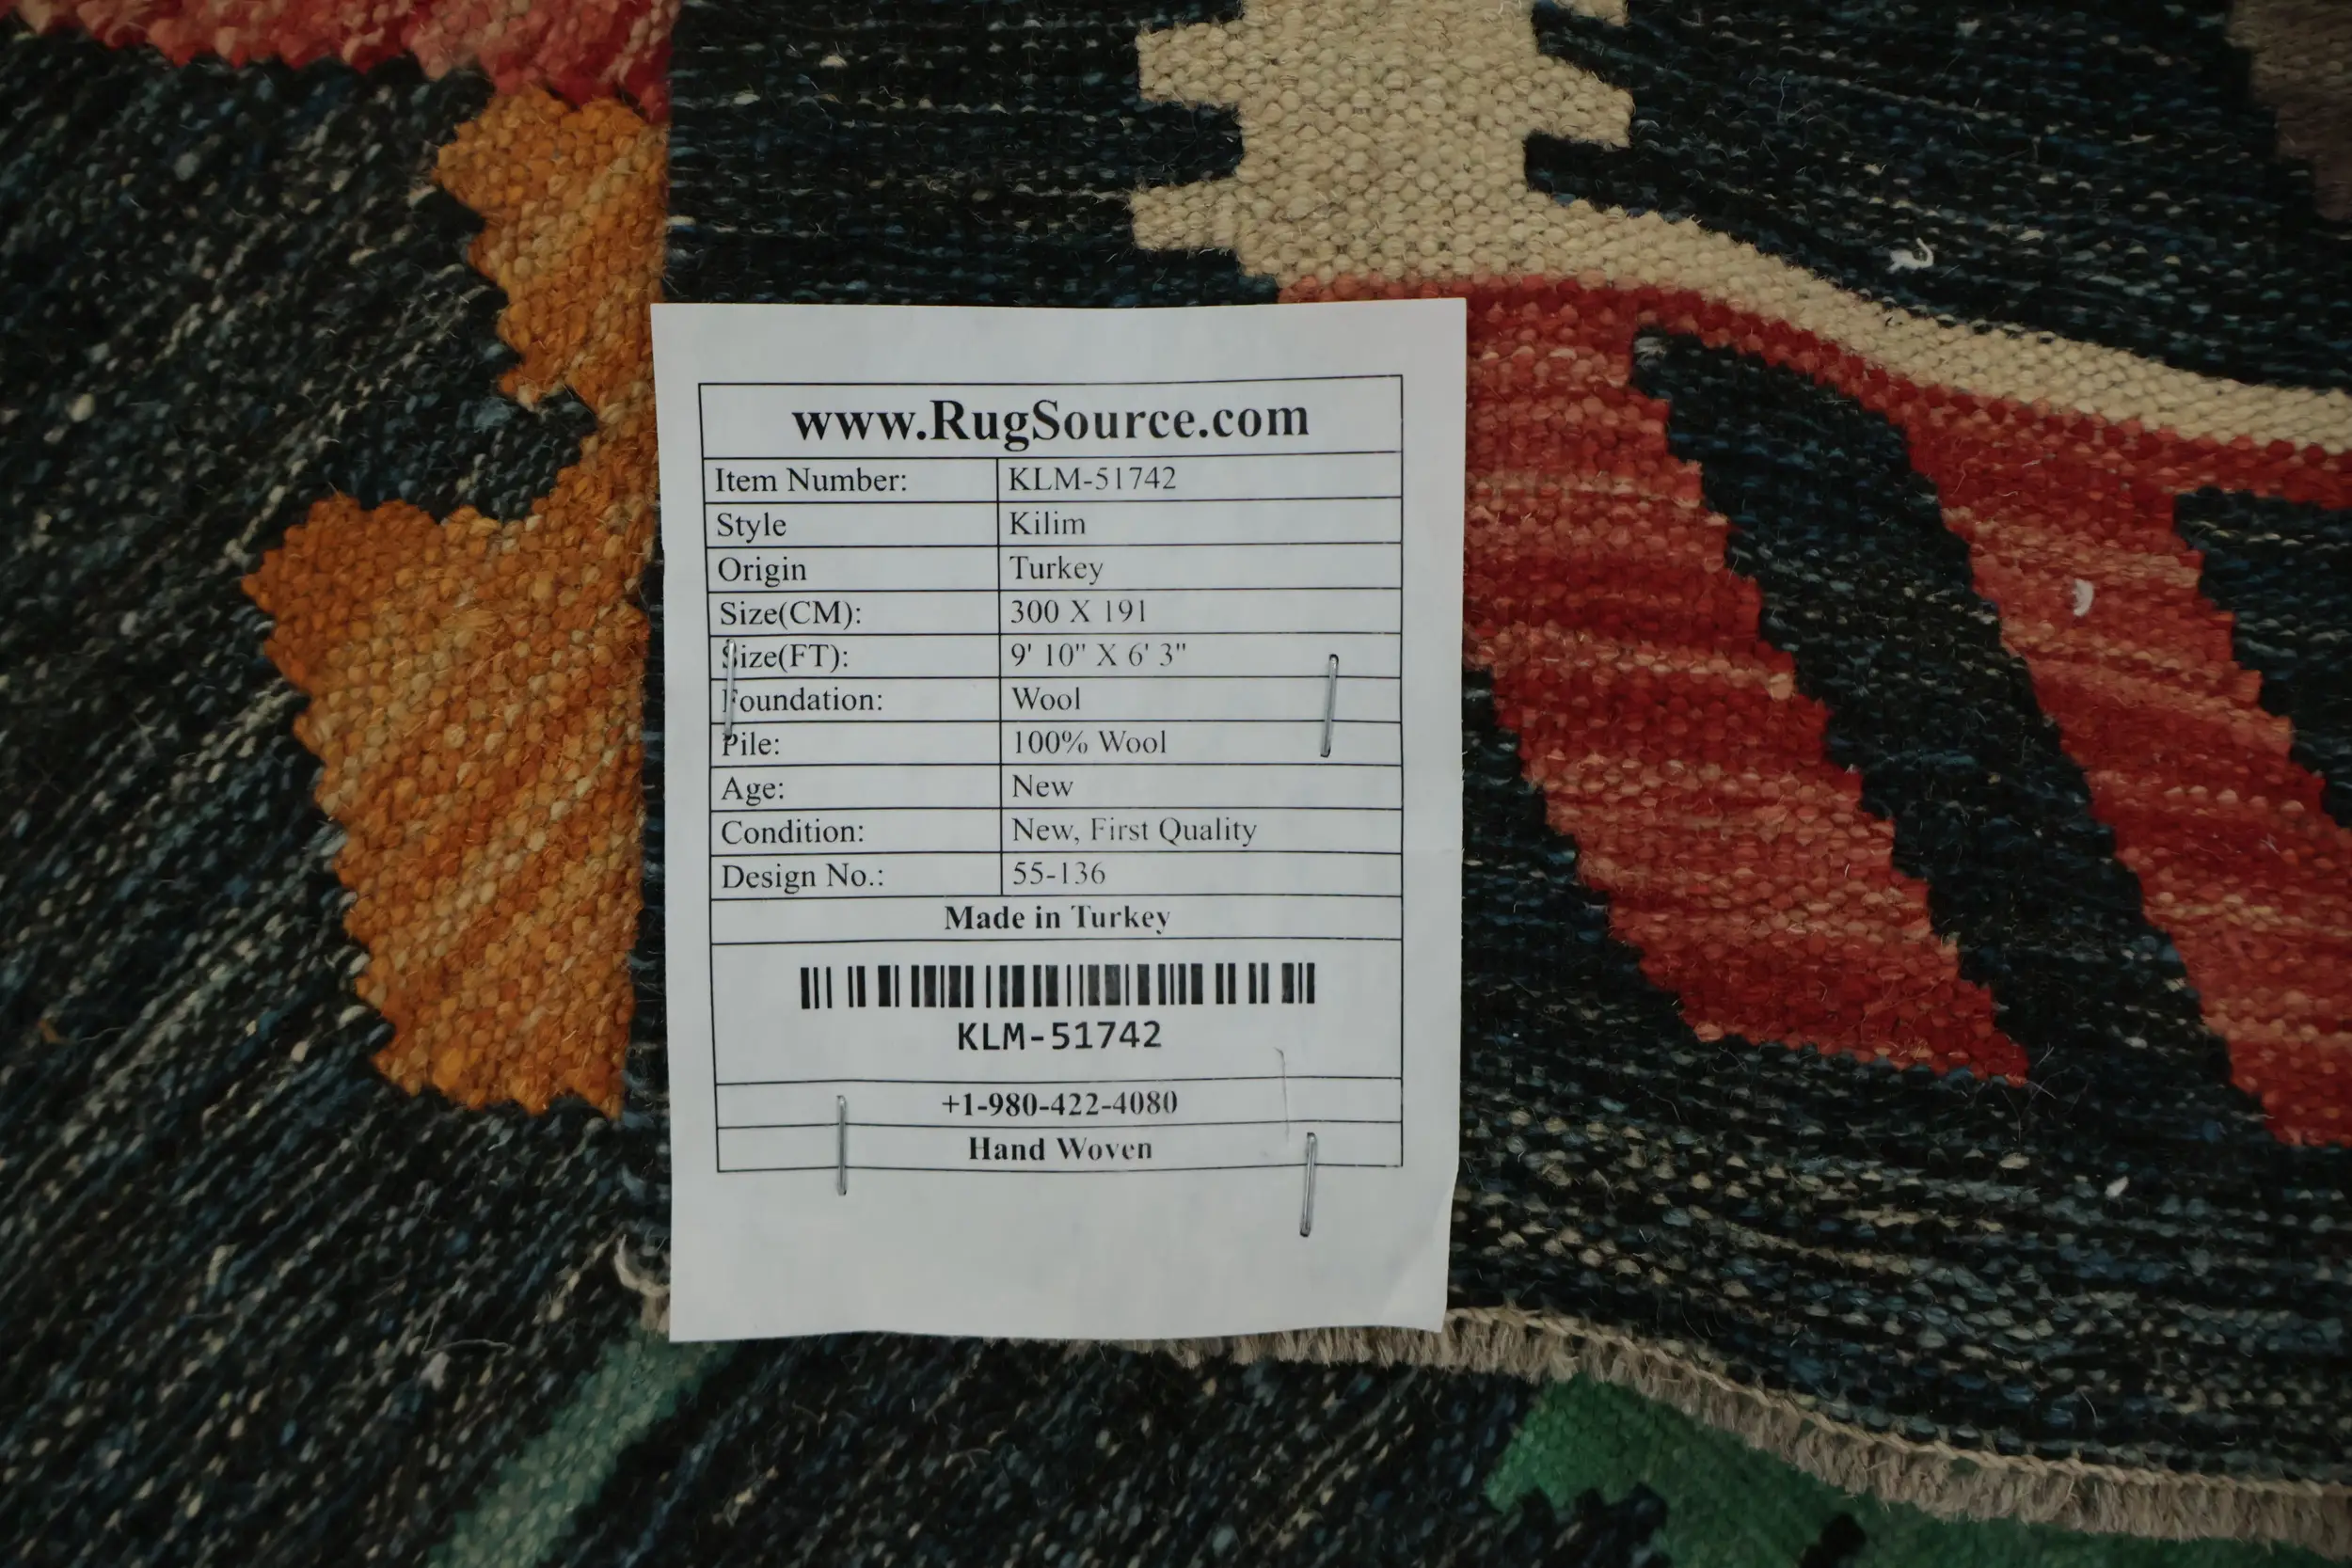 www.RugSource.com
Item Number: KLM-51742
Style Kilim
Origin Turkey
Size(CM): 300 X 191
Size(FT): 9' 10" X 6' 3"
Foundation: Wool
Pile: 100% Wool
Age: New
Condition: New, First Quality
Design No.: 55-136
Made in Turkey
KLM-51742
+1-980-422-4080
Hand Woven